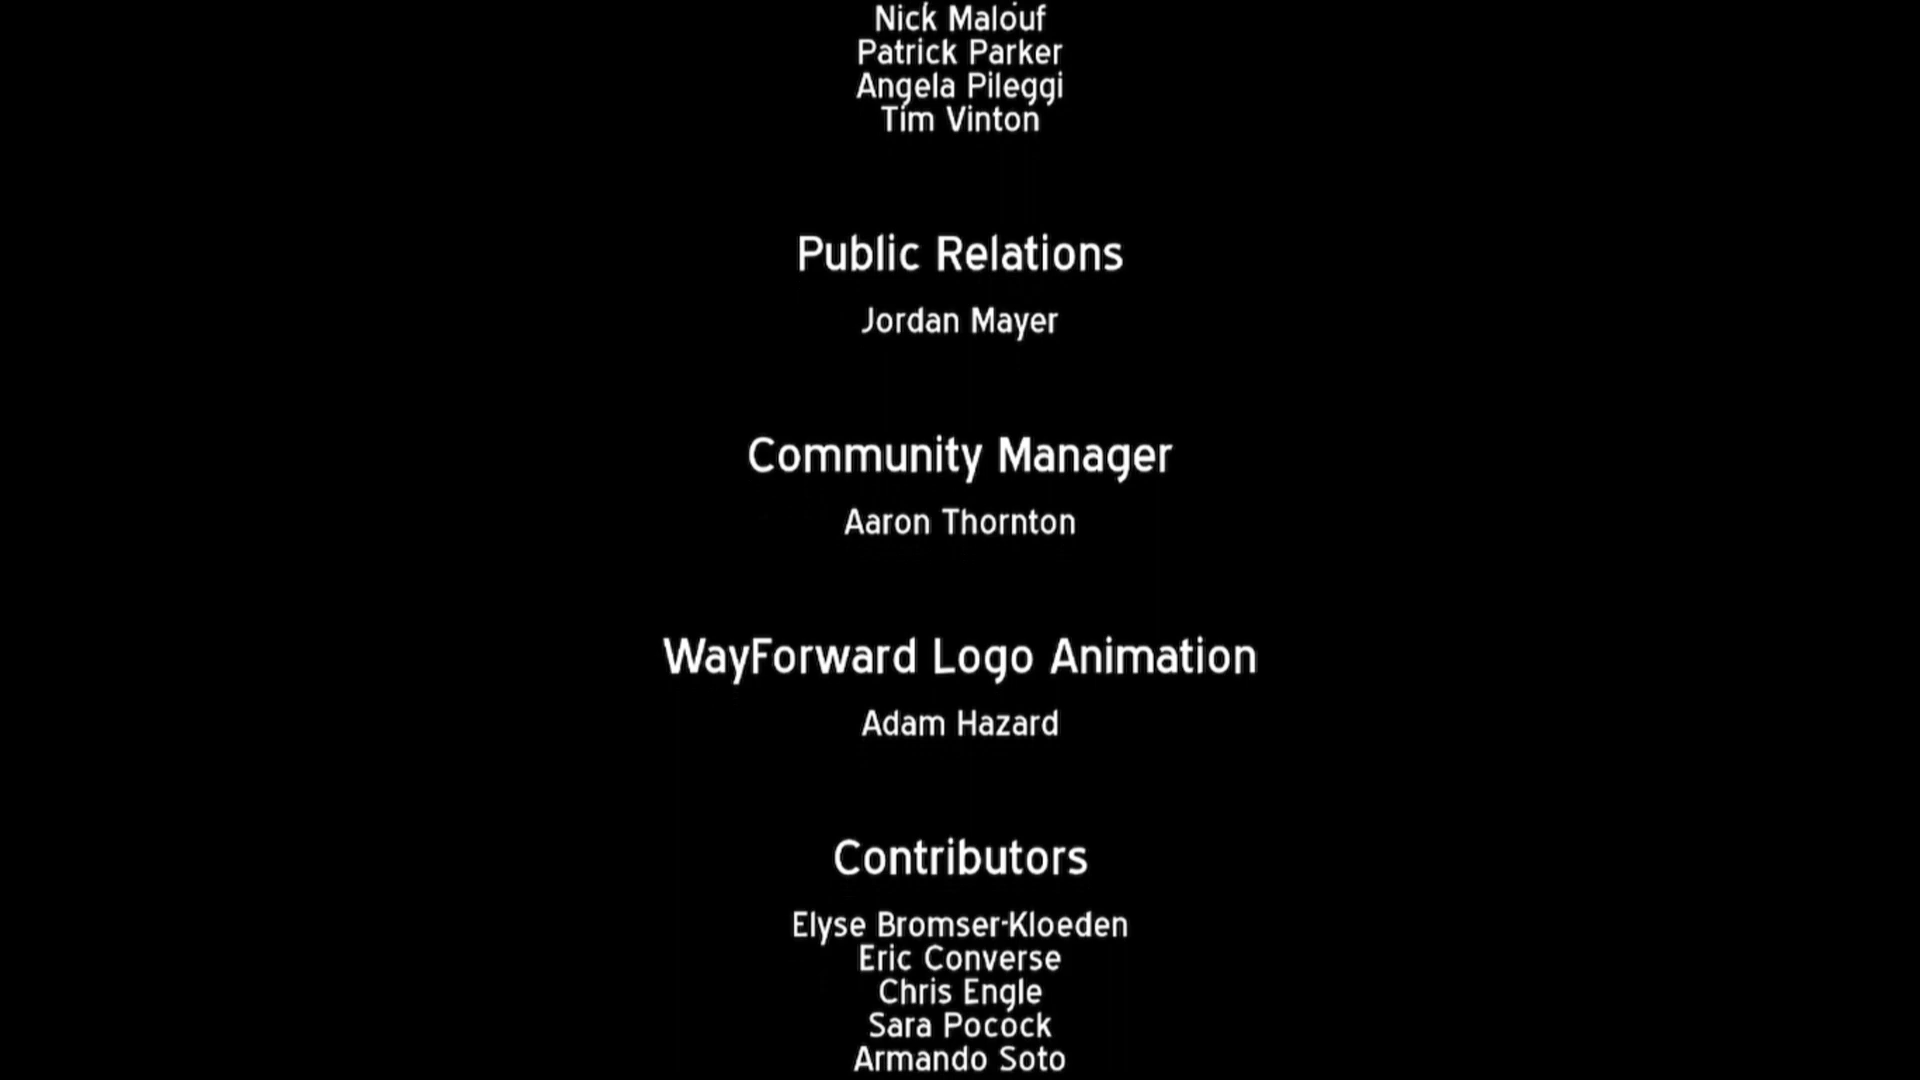 Nick Malouf
Patrick Parker
Angela Pileggi
Tim Vinton
Public Relations
Jordan Mayer
Community Manager
Aaron Thornton
WayForward Logo Animation
Adam Hazard
Contributors
Elyse Bromser-Kloeden
Eric Converse
Chris Engle
Sara Pocock
Armando Soto